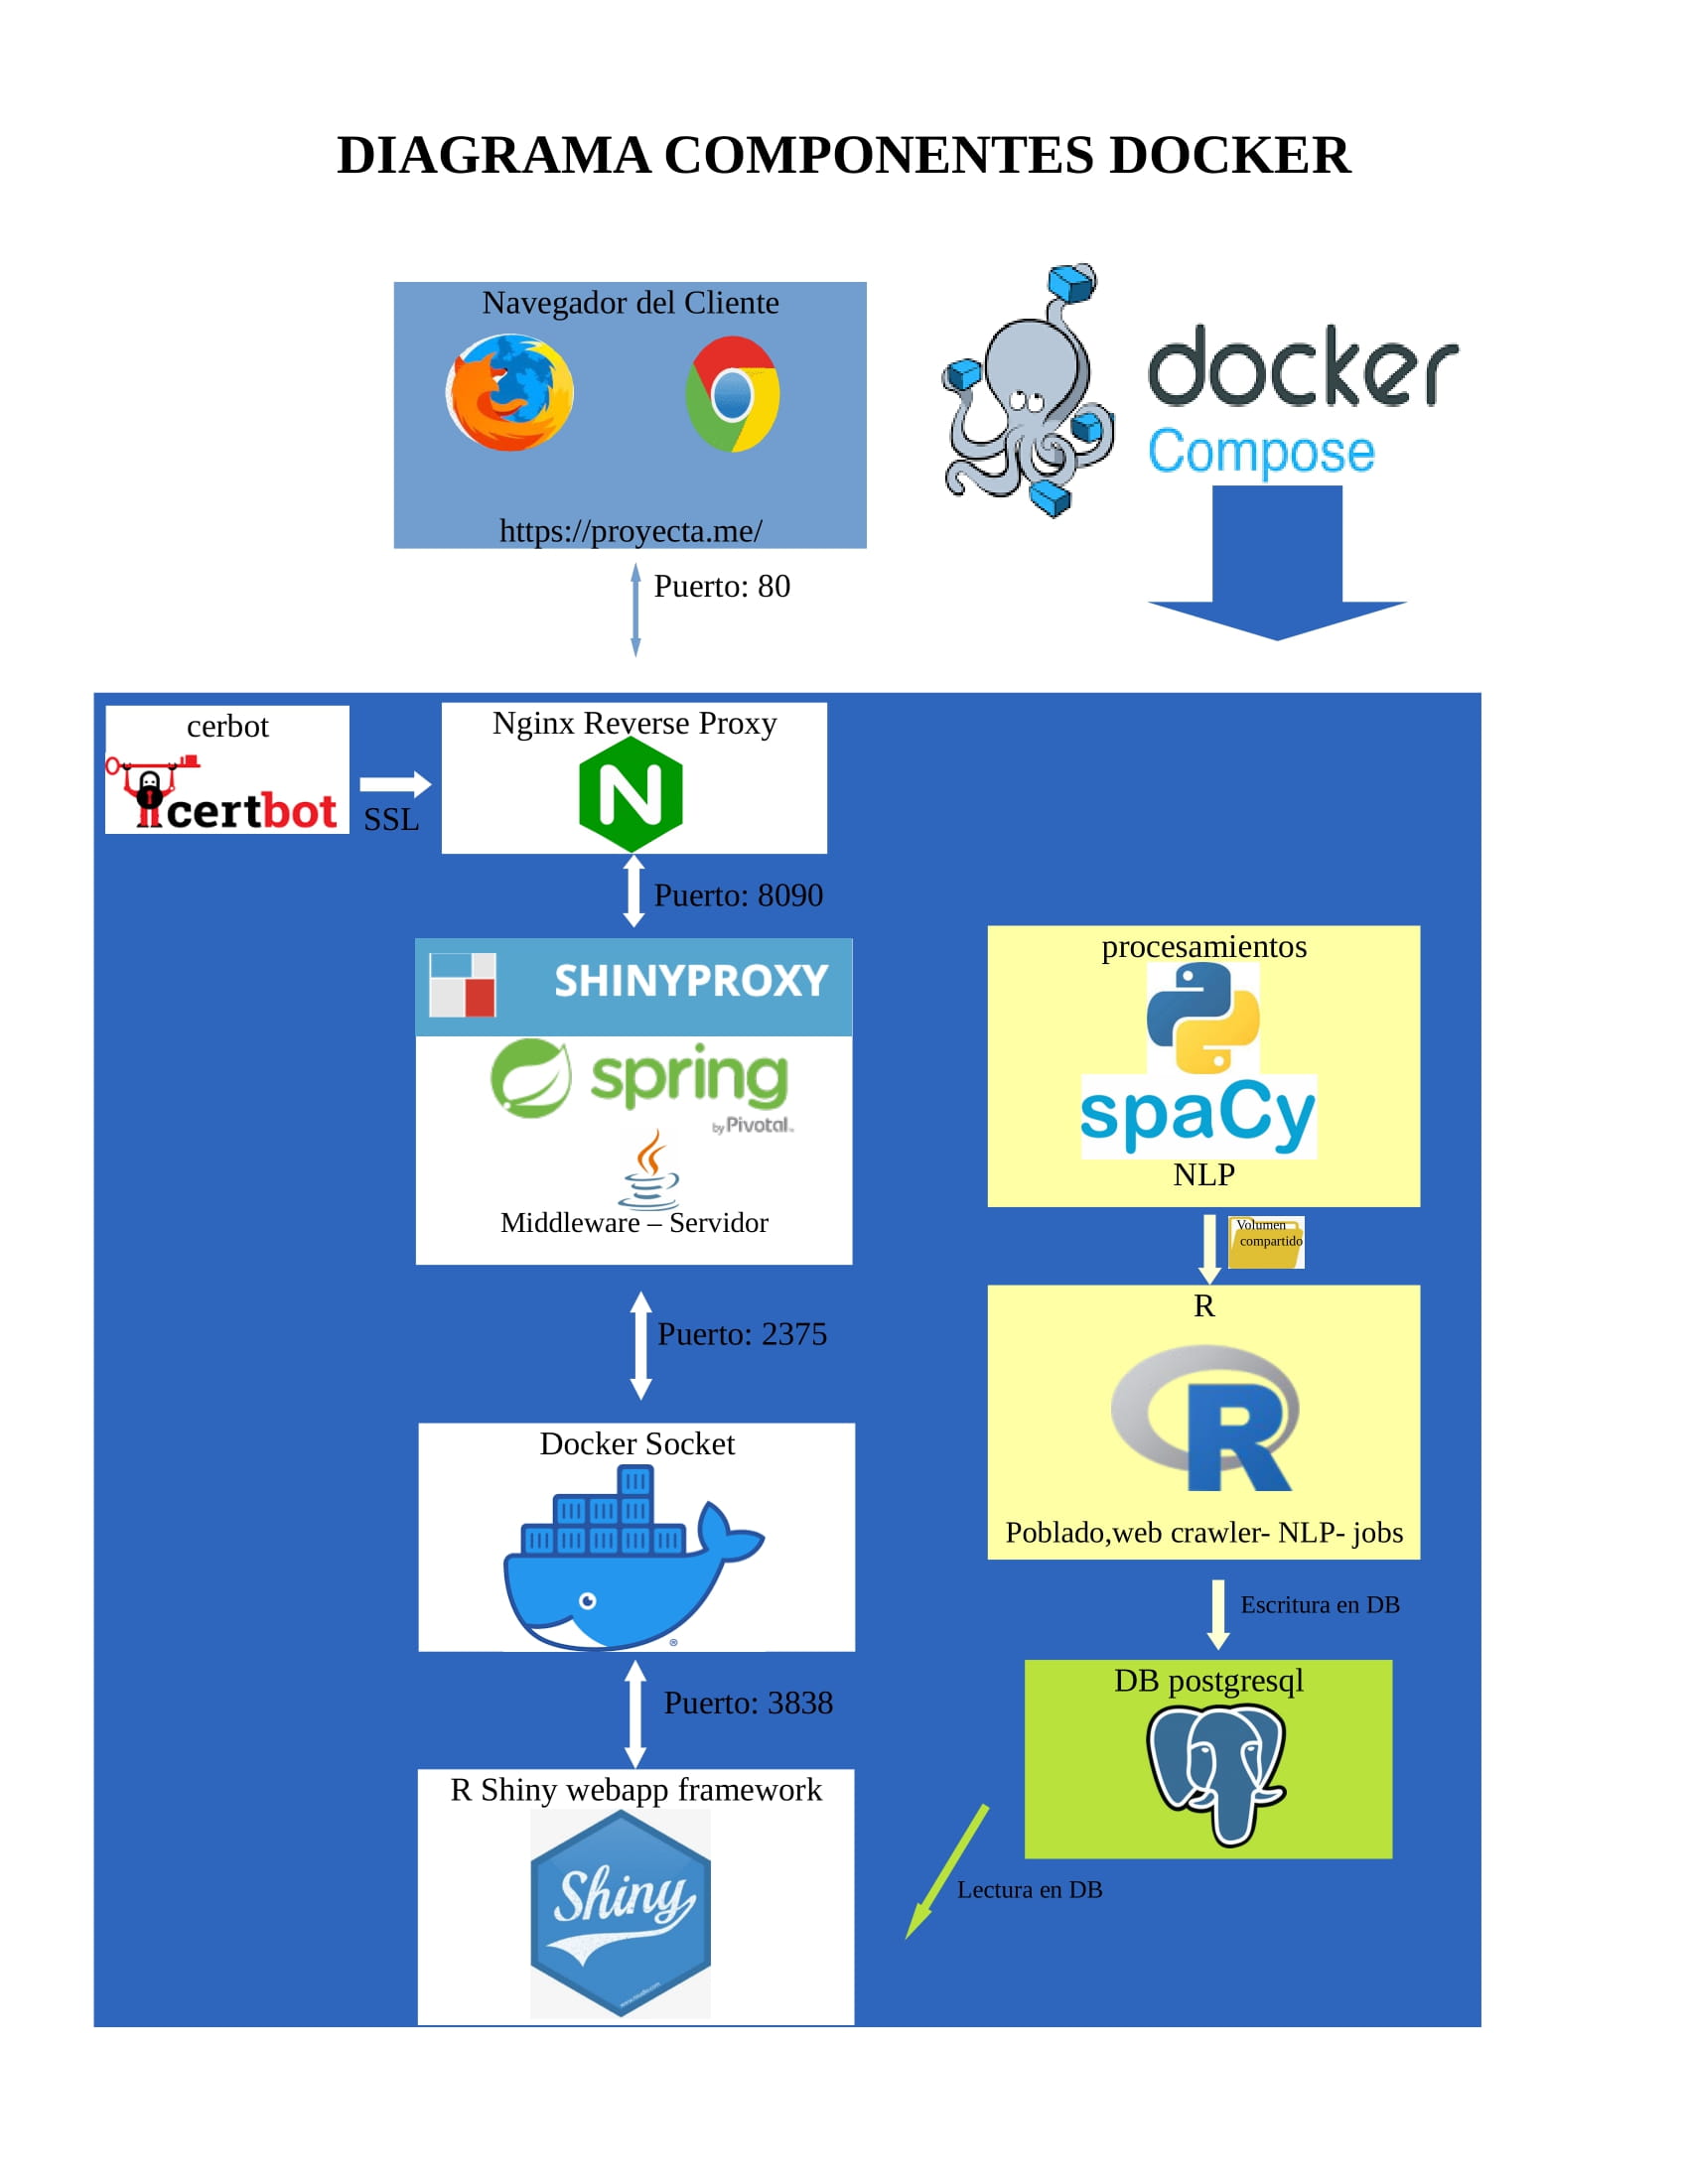 DIAGRAMA COMPONENTES DOCKER
Navegador del Cliente
https://proyecta.me/
docker
Compose
Puerto: 80
cerbot
certbot
SSL
Nginx Reverse Proxy
N
Puerto: 8090
SHINYPROXY
spring
by Pivotal
Middleware – Servidor
Puerto: 2375
Docker Socket
®
Puerto: 3838
R Shiny webapp framework
Shiny
procesamientos
spaCy
NLP
Volumen
compartido
R
R
Poblado,web crawler- NLP- jobs
Escritura en DB
DB postgresql
Lectura en DB